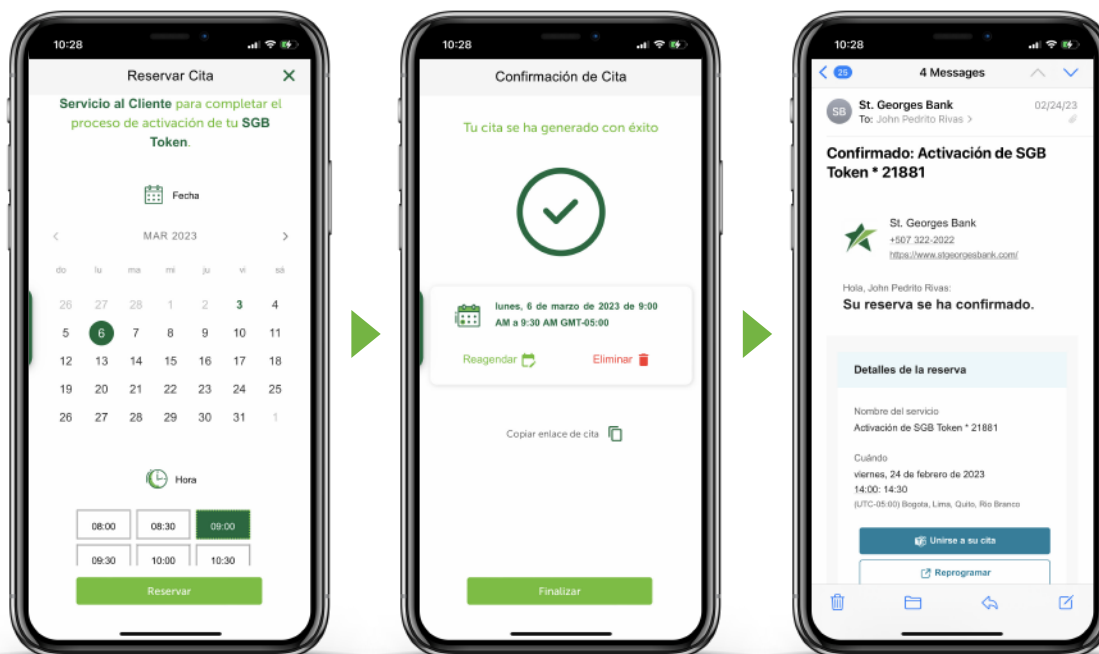 10:28
Reservar Cita
Servicio al Cliente para completar el
proceso de activación de tu SGB
Token.
Fecha
MAR 2023
do lu ma mi ju vi sá
26 27 28 1 2 3 4
5 6 7 8 9 10 11
12 13 14 15 16 17 18
19 20 21 22 23 24 25
26 27 28 29 30 31 1
Hora
08:00 08:30 09:00
09:30 10:00 10:30
Reservar
10:28
Confirmación de Cita
Tu cita se ha generado con éxito
lunes, 6 de marzo de 2023 de 9:00
AM a 9:30 AM GMT-05:00
Reagendar Eliminar
Copiar enlace de cita
Finalizar
10:28
25 4 Messages
SB St. Georges Bank 02/24/23
To: John Pedrito Rivas >
Confirmado: Activación de SGB
Token * 21881
St. Georges Bank
+507 322-2022
https://www.stgeorgesbank.com/
Hola, John Pedrito Rivas:
Su reserva se ha confirmado.
Detalles de la reserva
Nombre del servicio
Activación de SGB Token * 21881
Cuándo
viernes, 24 de febrero de 2023
14:00: 14:30
(UTC-05:00) Bogota, Lima, Quito, Rio Branco
Unirse a su cita
Reprogramar